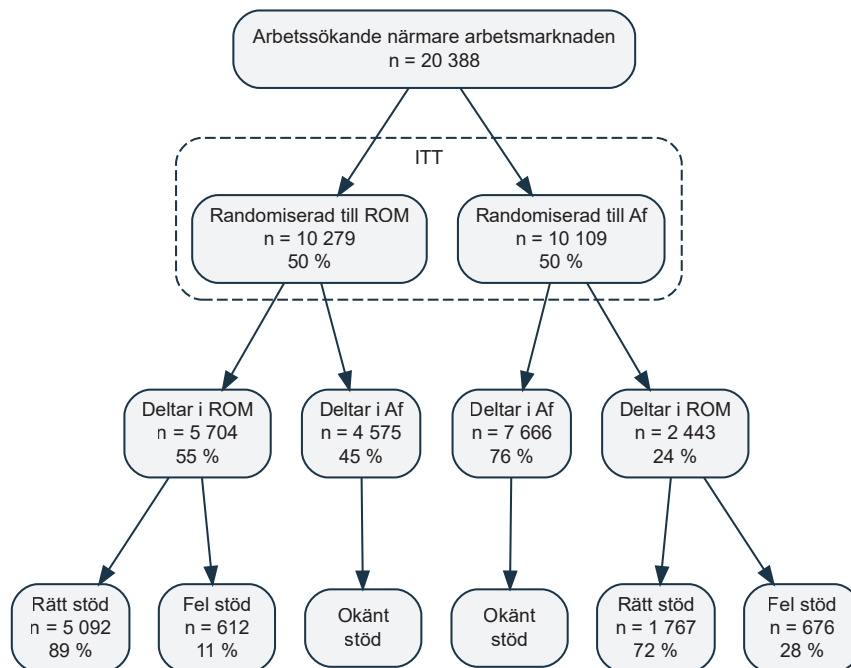 Arbetssökande närmare arbetsmarknaden
n = 20 388
ITT
Randomiserad till ROM
n = 10 279
50 %
Randomiserad till Af
n = 10 109
50 %
Deltar i ROM
n = 5 704
55 %
Deltar i Af
n = 4 575
45 %
Deltar i Af
n = 7 666
76 %
Deltar i ROM
n = 2 443
24 %
Rätt stöd
n = 5 092
89 %
Fel stöd
n = 612
11 %
Okänt
stöd
Okänt
stöd
Rätt stöd
n = 1 767
72 %
Fel stöd
n = 676
28 %